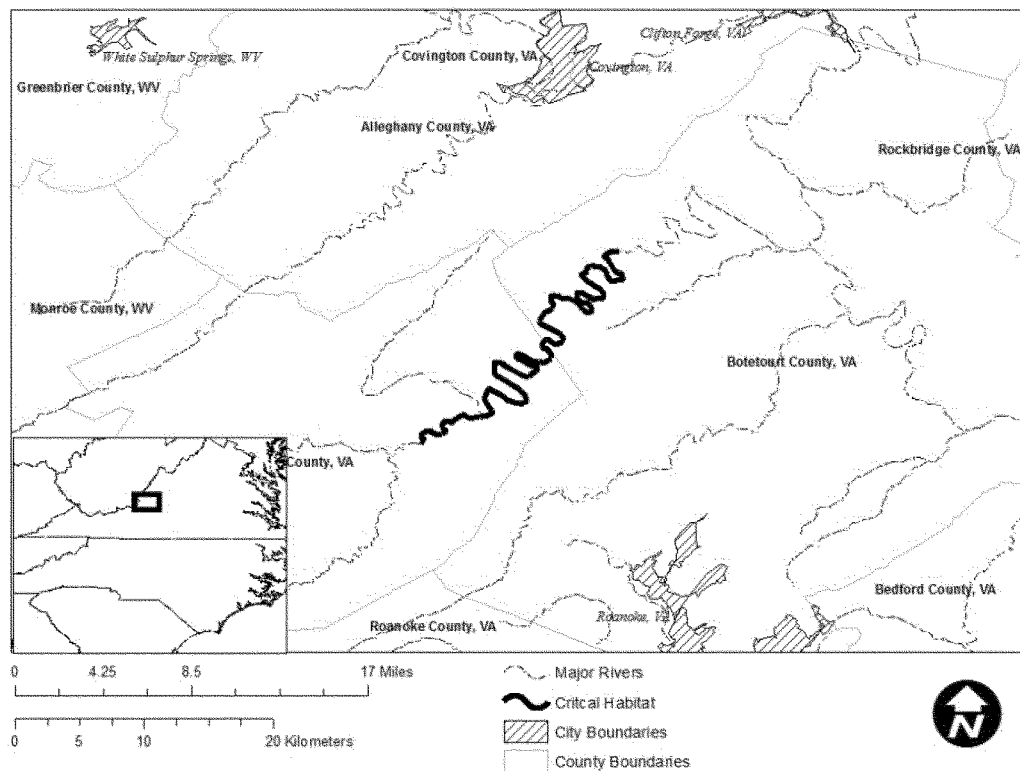 White Sulphur Springs, WV
Greenbrier County, WV
Covington County, VA
Clifton Forge, VA
Covington, VA
Alleghany County, VA
Rockbridge County, VA
Monroe County, WV
Botetourt County, VA
County, VA
Bedford County, VA
Roanoke, VA
Roanoke County, VA
0 4.25 8.5 17 Miles
0 5 10 20 Kilometers
Major Rivers
Critcal Habitat
City Boundaries
County Boundaries
N